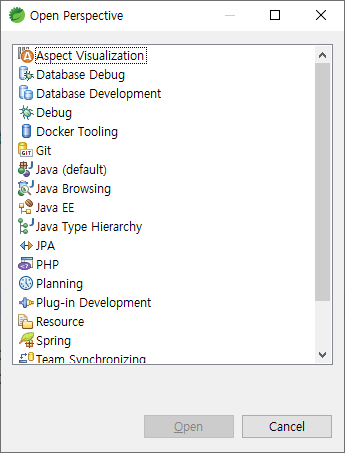 Open Perspective
Aspect Visualization
Database Debug
Database Development
Debug
Docker Tooling
Git
Java (default)
Java Browsing
Java EE
Java Type Hierarchy
JPA
PHP
Planning
Plug-in Development
Resource
Spring
Team Synchronizing
Open
Cancel